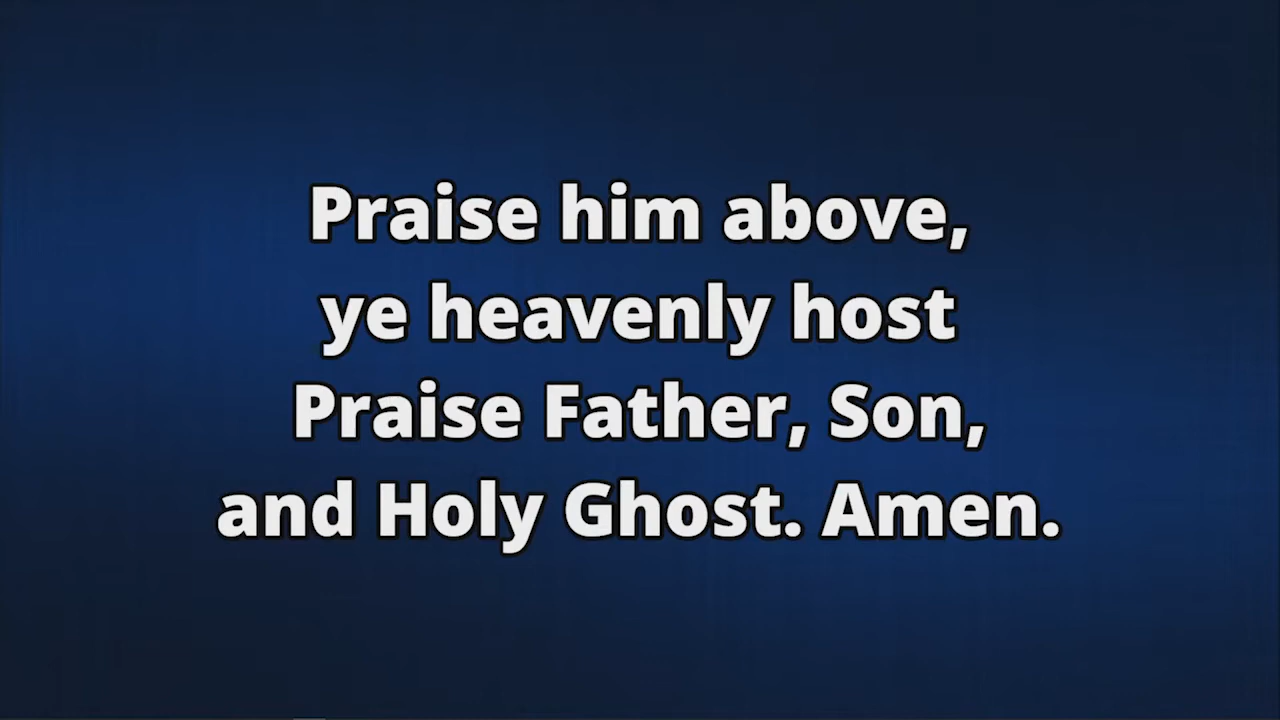 Praise him above,
ye heavenly host
Praise Father, Son,
and Holy Ghost. Amen.